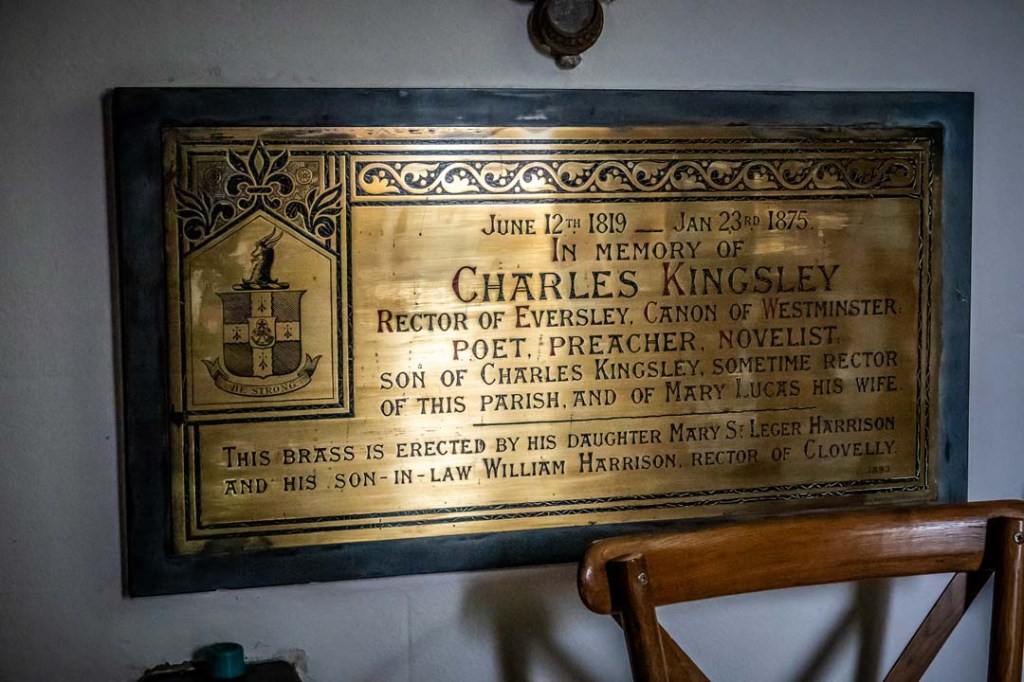 BE STRONG
JUNE 12TH 1819 — JAN 23RD 1875.
IN MEMORY OF
CHARLES KINGSLEY
RECTOR OF EVERSLEY, CANON OF WESTMINSTER:
POET, PREACHER, NOVELIST:
SON OF CHARLES KINGSLEY, SOMETIME RECTOR
OF THIS PARISH, AND OF MARY LUCAS HIS WIFE.
THIS BRASS IS ERECTED BY HIS DAUGHTER MARY ST LEGER HARRISON
AND HIS SON-IN-LAW WILLIAM HARRISON, RECTOR OF CLOVELLY.